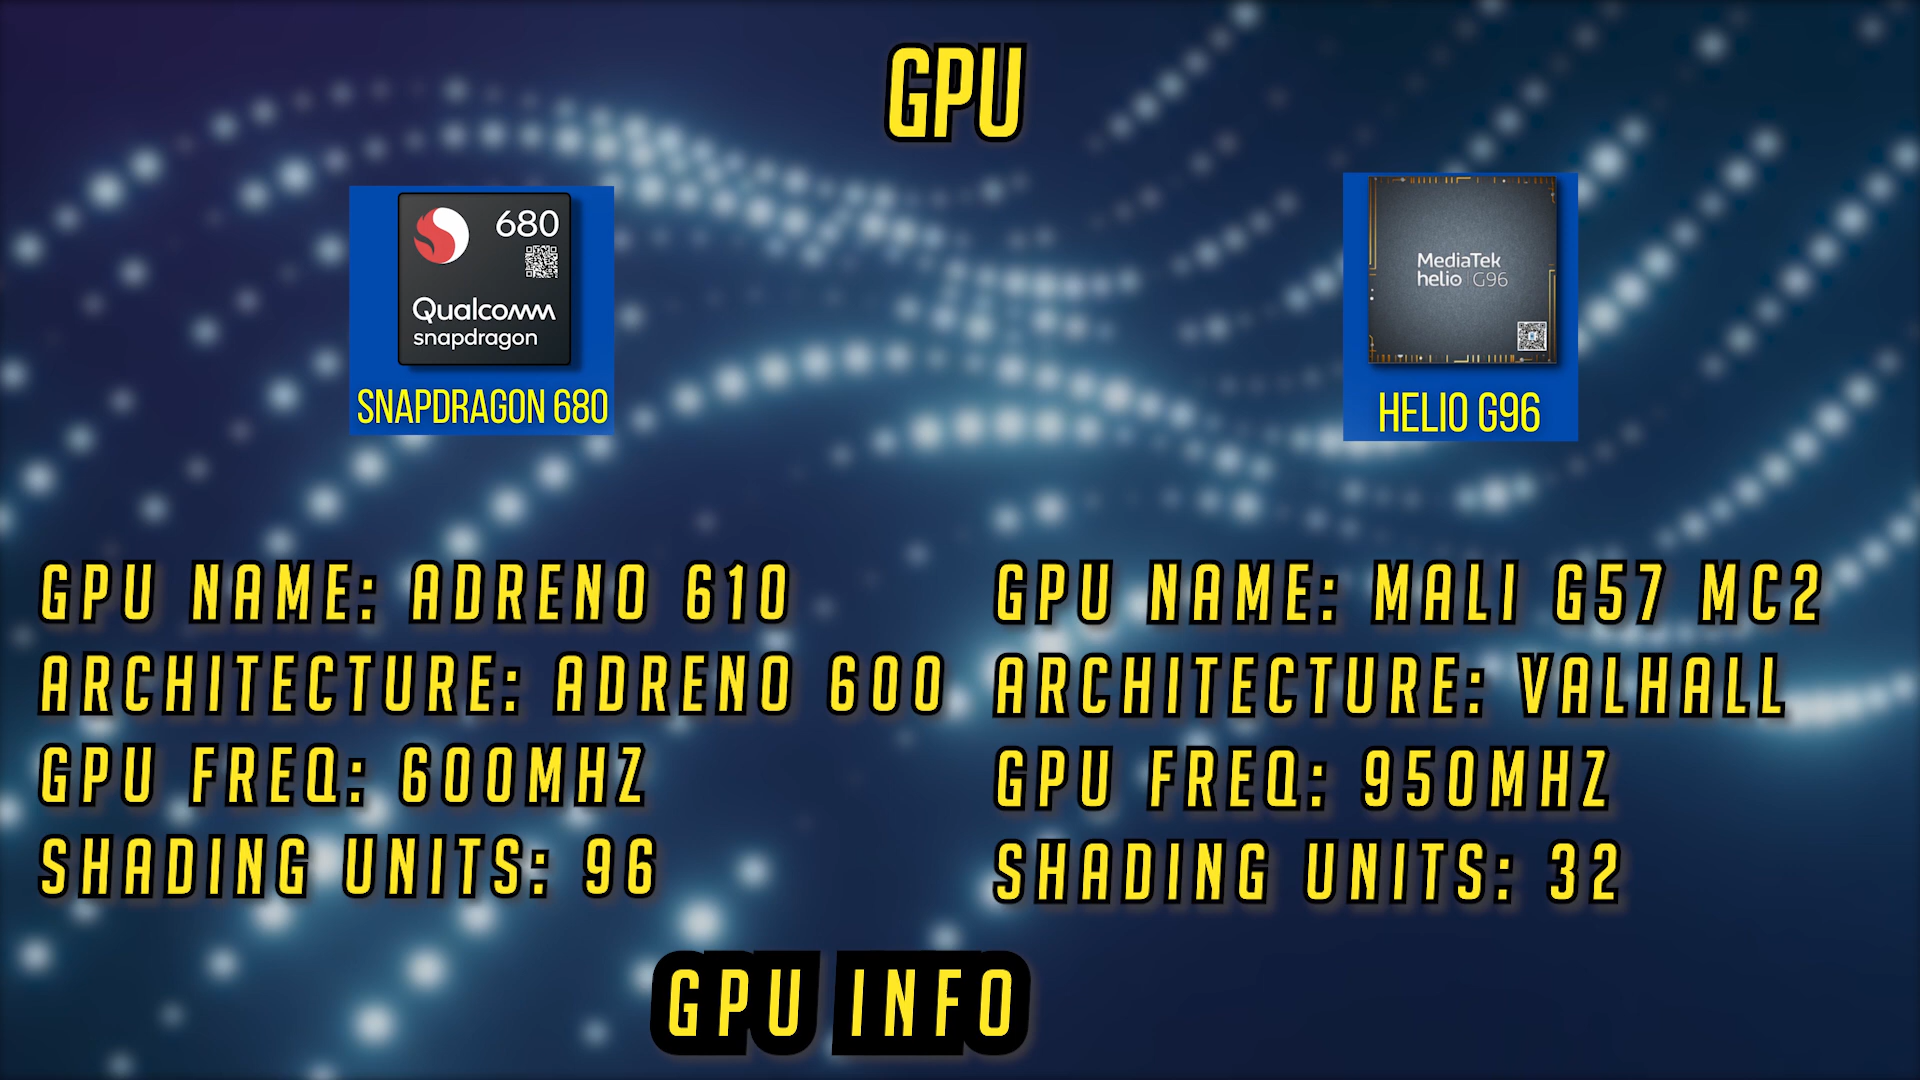 GPU
680
Qualcomm
snapdragon
SNAPDRAGON 680
MediaTek
helio G96
HELIO G96
GPU NAME: ADRENO 610
ARCHITECTURE: ADRENO 600
GPU FREQ: 600MHZ
SHADING UNITS: 96
GPU NAME: MALI G57 MC2
ARCHITECTURE: VALHALL
GPU FREQ: 950MHZ
SHADING UNITS: 32
GPU INFO